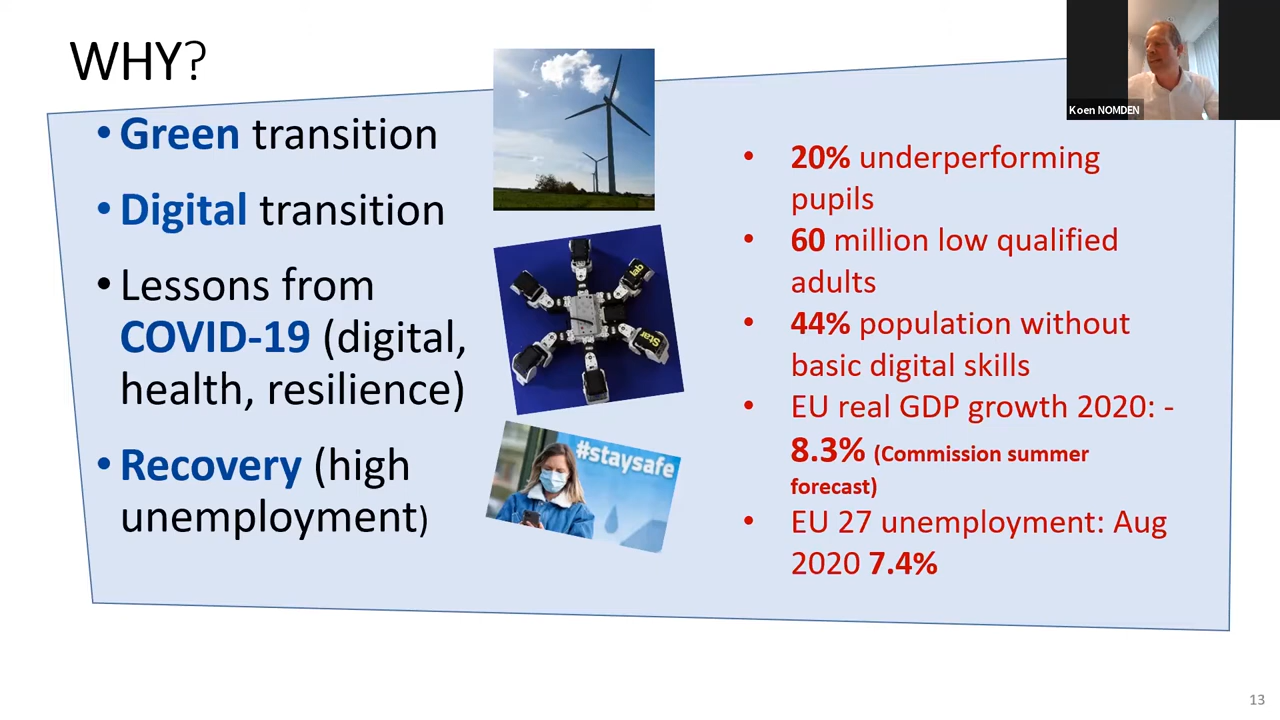 WHY?
• Green transition
• Digital transition
• Lessons from
COVID-19 (digital,
health, resilience)
• Recovery (high
unemployment)
lab
Star
#staysafe
Koen NOMDEN
• 20% underperforming
pupils
• 60 million low qualified
adults
• 44% population without
basic digital skills
• EU real GDP growth 2020: -
8.3% (Commission summer
forecast)
• EU 27 unemployment: Aug
2020 7.4%
13